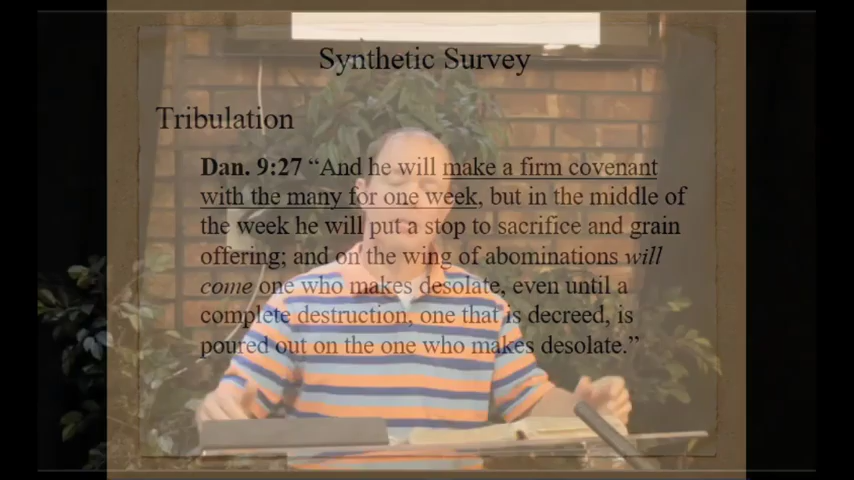 Synthetic Survey
Tribulation
Dan. 9:27 “And he will make a firm covenant
with the many for one week, but in the middle of
the week he will put a stop to sacrifice and grain
offering; and on the wing of abominations will
come one who makes desolate, even until a
complete destruction, one that is decreed, is
poured out on the one who makes desolate.”